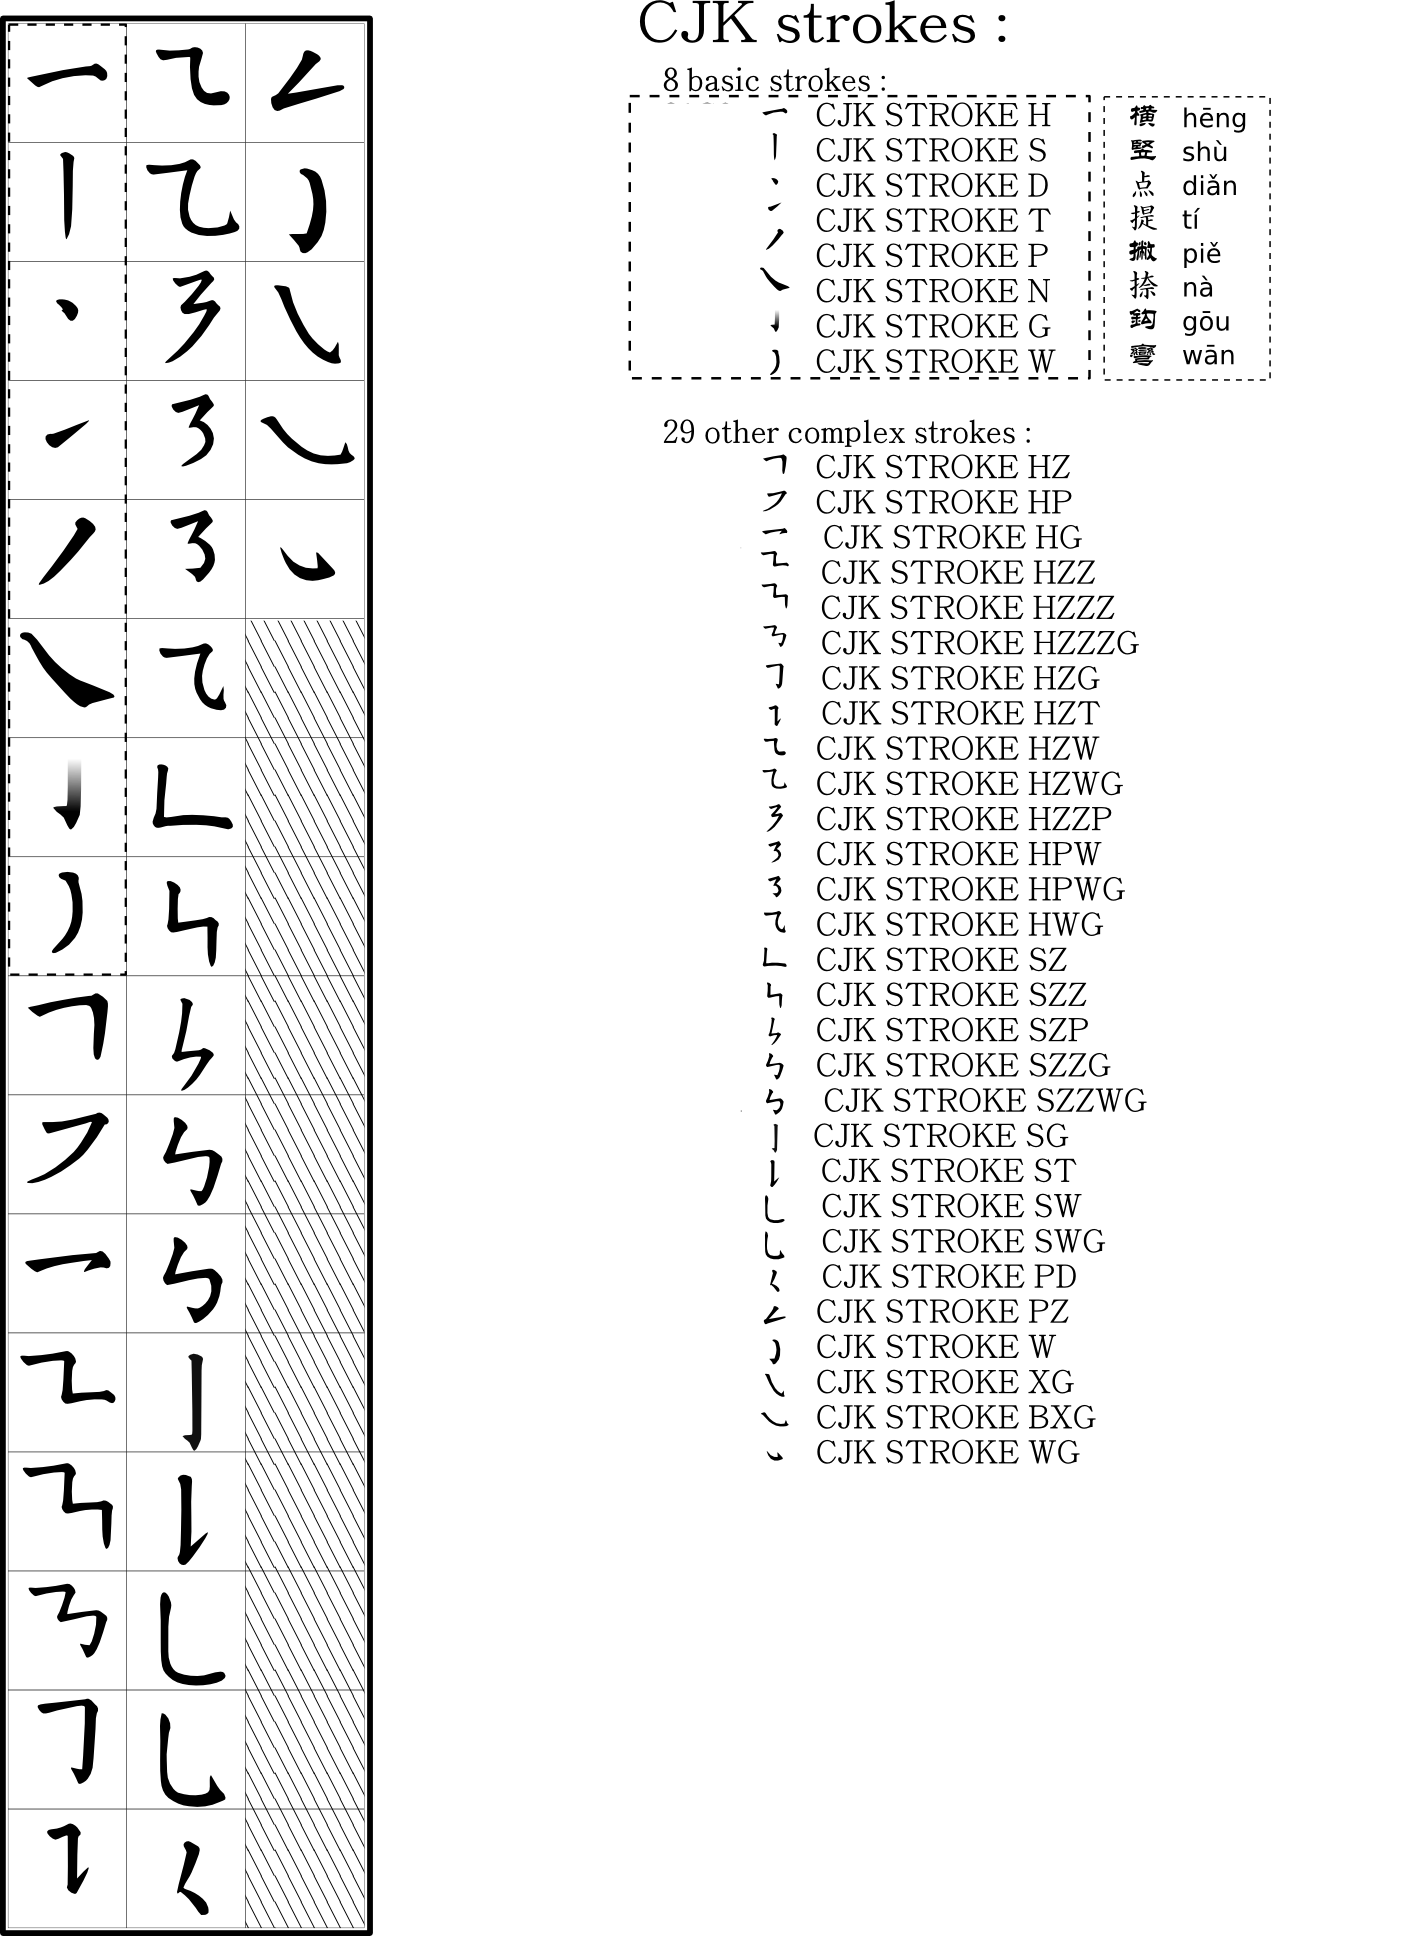 CJK strokes :
8 basic strokes :
㇐ CJK STROKE H 橫 hēng
㇑ CJK STROKE S 竪 shù
㇔ CJK STROKE D 点 diǎn
㇀ CJK STROKE T 提 tí
㇒ CJK STROKE P 撇 piě
㇏ CJK STROKE N 捺 nà
CJK STROKE G 鈎 gōu
CJK STROKE W 彎 wān
29 other complex strokes :
㇕ CJK STROKE HZ
㇇ CJK STROKE HP
㇖ CJK STROKE HG
㇍ CJK STROKE HZZ
㇅ CJK STROKE HZZZ
㇡ CJK STROKE HZZZG
㇆ CJK STROKE HZG
㇊ CJK STROKE HZT
㇍ CJK STROKE HZW
㇈ CJK STROKE HZWG
㇋ CJK STROKE HZZP
CJK STROKE HPW
㇌ CJK STROKE HPWG
CJK STROKE HWG
㇗ CJK STROKE SZ
㇞ CJK STROKE SZZ
㇘ CJK STROKE SZP
㇉ CJK STROKE SZZG
㇉ CJK STROKE SZZWG
㇚ CJK STROKE SG
㇙ CJK STROKE ST
㇄ CJK STROKE SW
㇟ CJK STROKE SWG
㇛ CJK STROKE PD
㇜ CJK STROKE PZ
㇁ CJK STROKE W
㇂ CJK STROKE XG
㇃ CJK STROKE BXG
CJK STROKE WG